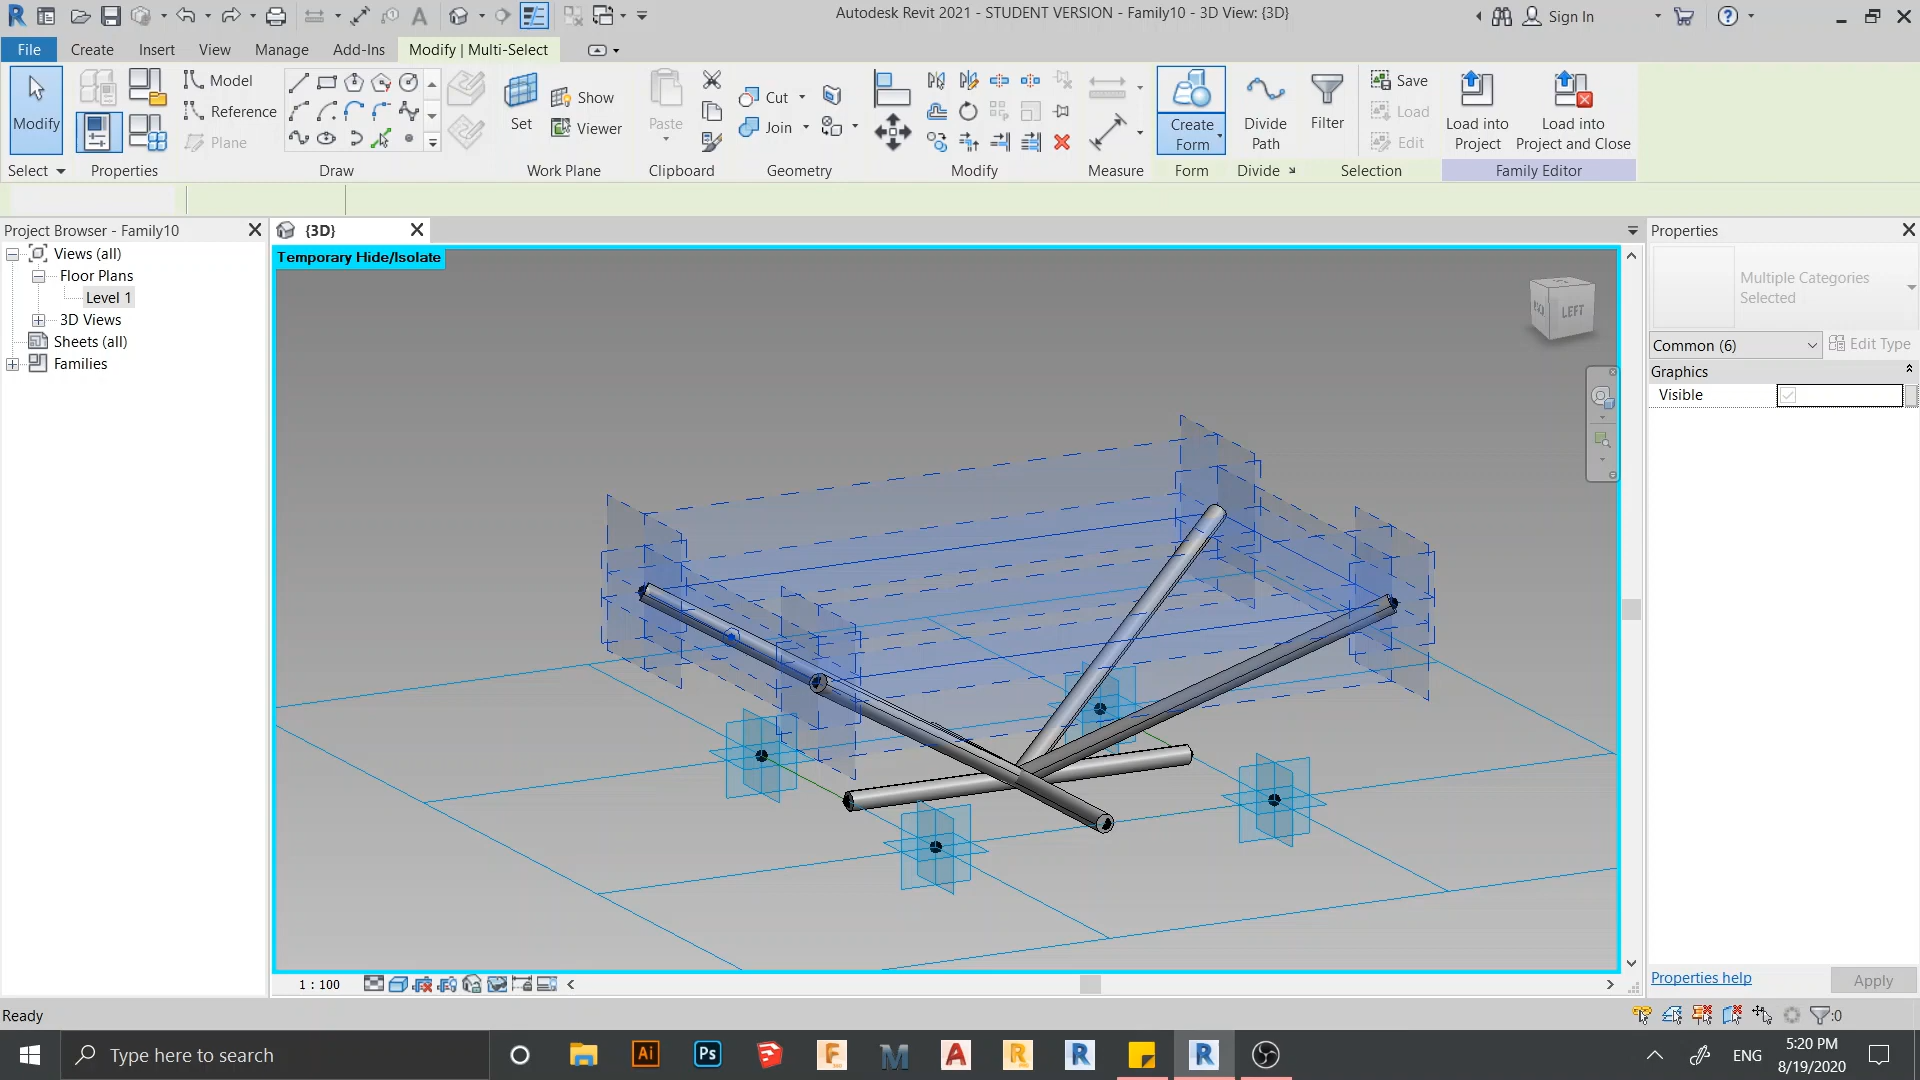 Autodesk Revit 2021 - STUDENT VERSION - Family10 - 3D View: {3D}
Sign In
File Create Insert View Manage Add-Ins Modify | Multi-Select
Modify
Model
Reference
Plane
Set
Show
Viewer
Paste
Cut
Join
Create Form
Divide Path
Filter
Save
Load
Edit
Load into Project
Load into Project and Close
Select Properties Draw Work Plane Clipboard Geometry Modify Measure Form Divide Selection Family Editor
Project Browser - Family10
{3D}
Properties
Views (all)
Floor Plans
Level 1
3D Views
Sheets (all)
Families
Temporary Hide/Isolate
LEFT
Multiple Categories
Selected
Common (6)
Edit Type
Graphics
Visible
1 : 100
Properties help
Apply
Ready
:0
Type here to search
Ai
Ps
ENG
5:20 PM
8/19/2020